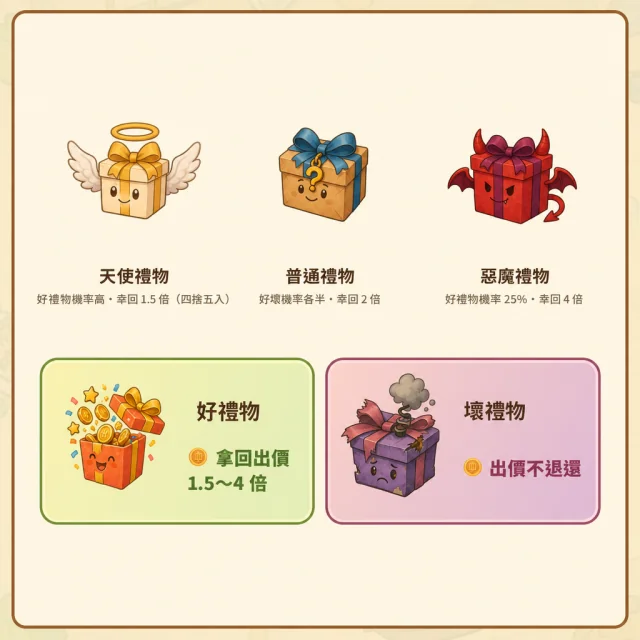 天使禮物
好禮物機率高・幸回 1.5 倍（四捨五入）
普通禮物
好壞機率各半・幸回 2 倍
惡魔禮物
好禮物機率 25%・幸回 4 倍
好禮物
拿回出價
1.5～4 倍
壞禮物
出價不退還